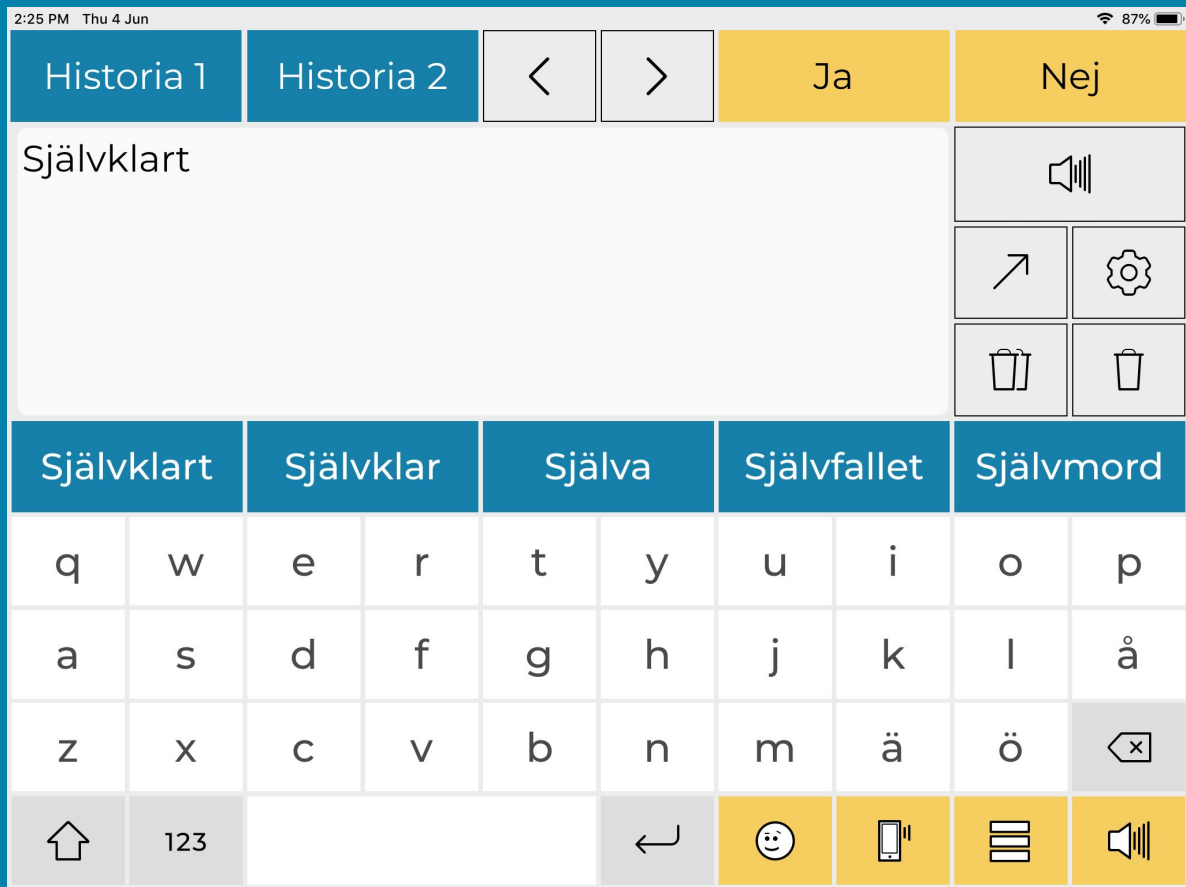 2:25 PM Thu 4 Jun 87%
Historia 1 Historia 2 Ja Nej
Självklart
Självklart Självklar Själva Självfallet Självmord
q w e r t y u i o p
a s d f g h j k l å
z x c v b n m ä ö
123